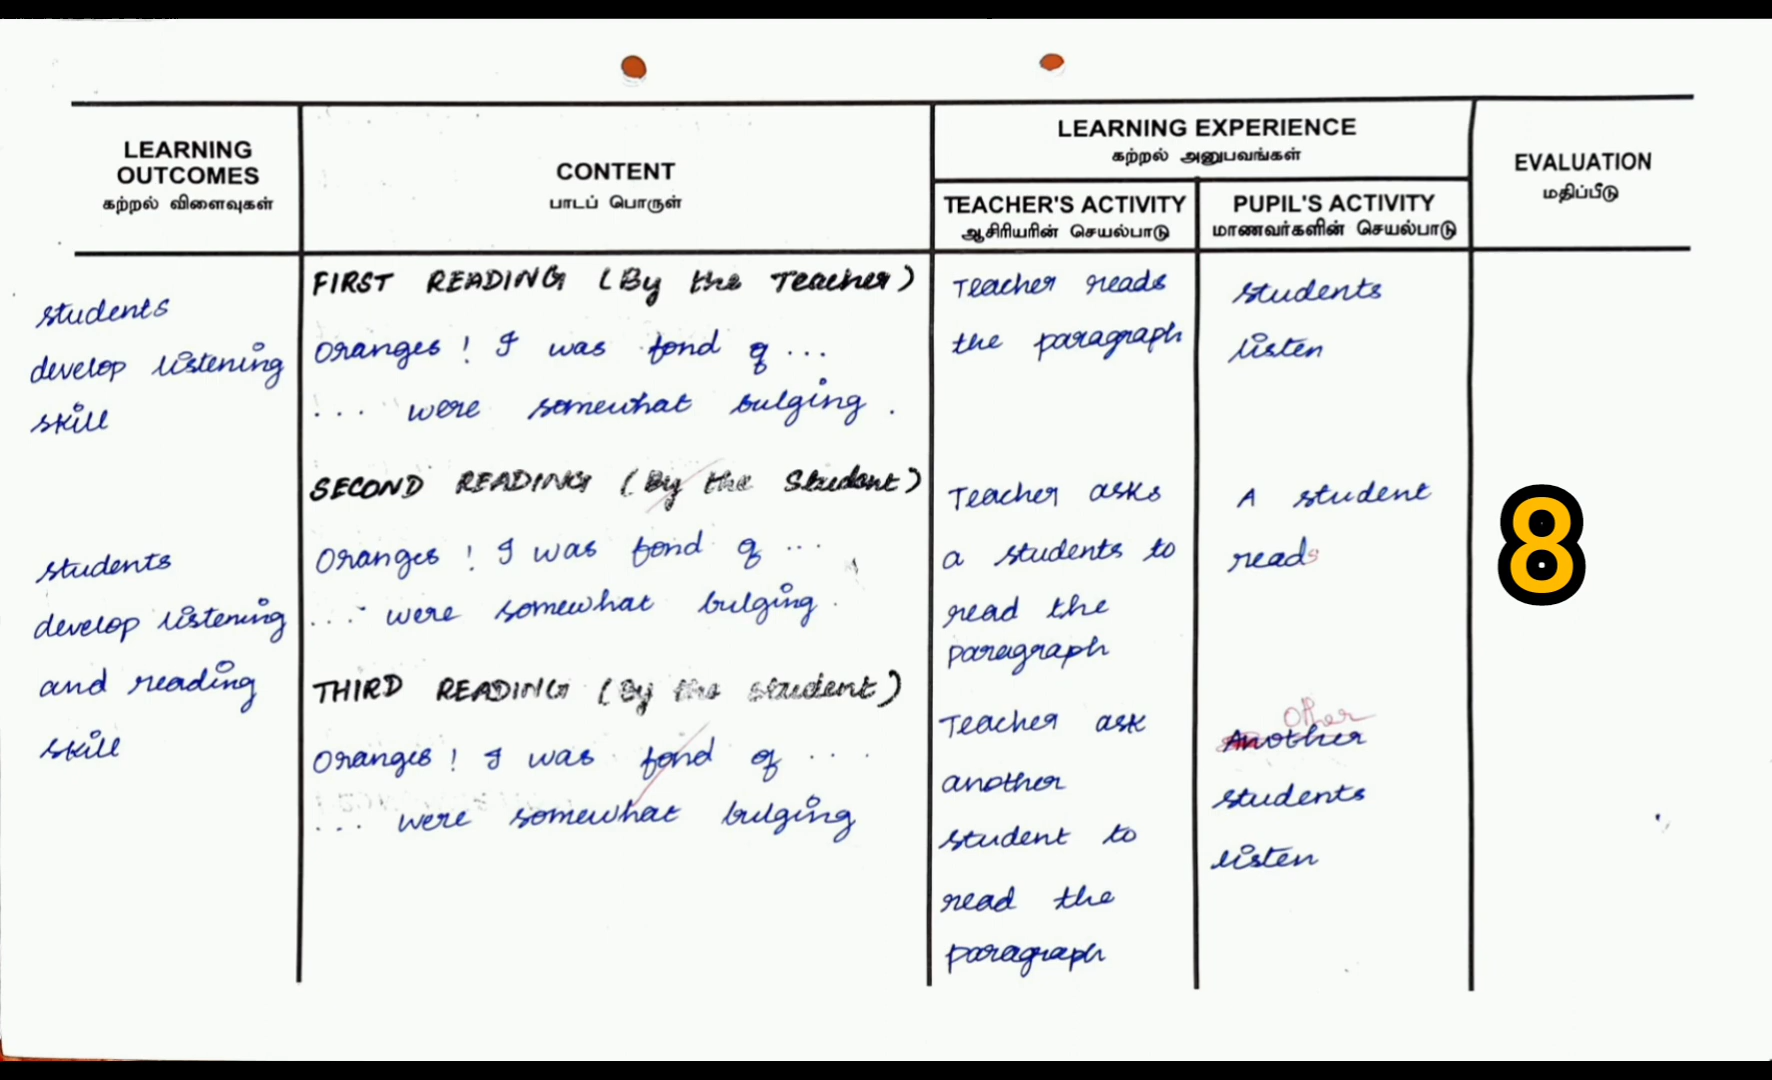 LEARNING
OUTCOMES
கற்றல் விளைவுகள்
CONTENT
பாடப் பொருள்
LEARNING EXPERIENCE
கற்றல் அனுபவங்கள்
TEACHER'S ACTIVITY
ஆசிரியரின் செயல்பாடு
PUPIL'S ACTIVITY
மாணவர்களின் செயல்பாடு
EVALUATION
மதிப்பீடு
students
develop listening
skill
students
develop listening
and reading
skill
FIRST READING (By the Teacher)
Oranges ! I was fond of ...
... were somewhat bulging .
SECOND READING (By the Student)
Oranges ! I was fond of ...
... were somewhat bulging .
THIRD READING (By the student)
Oranges ! I was fond of ...
... were somewhat bulging
Teacher reads
the paragraph
Teacher asks
a students to
read the
paragraph
Teacher ask
another
student to
read the
paragraph
students
listen
A student
reads
Other
Another
students
listen
8